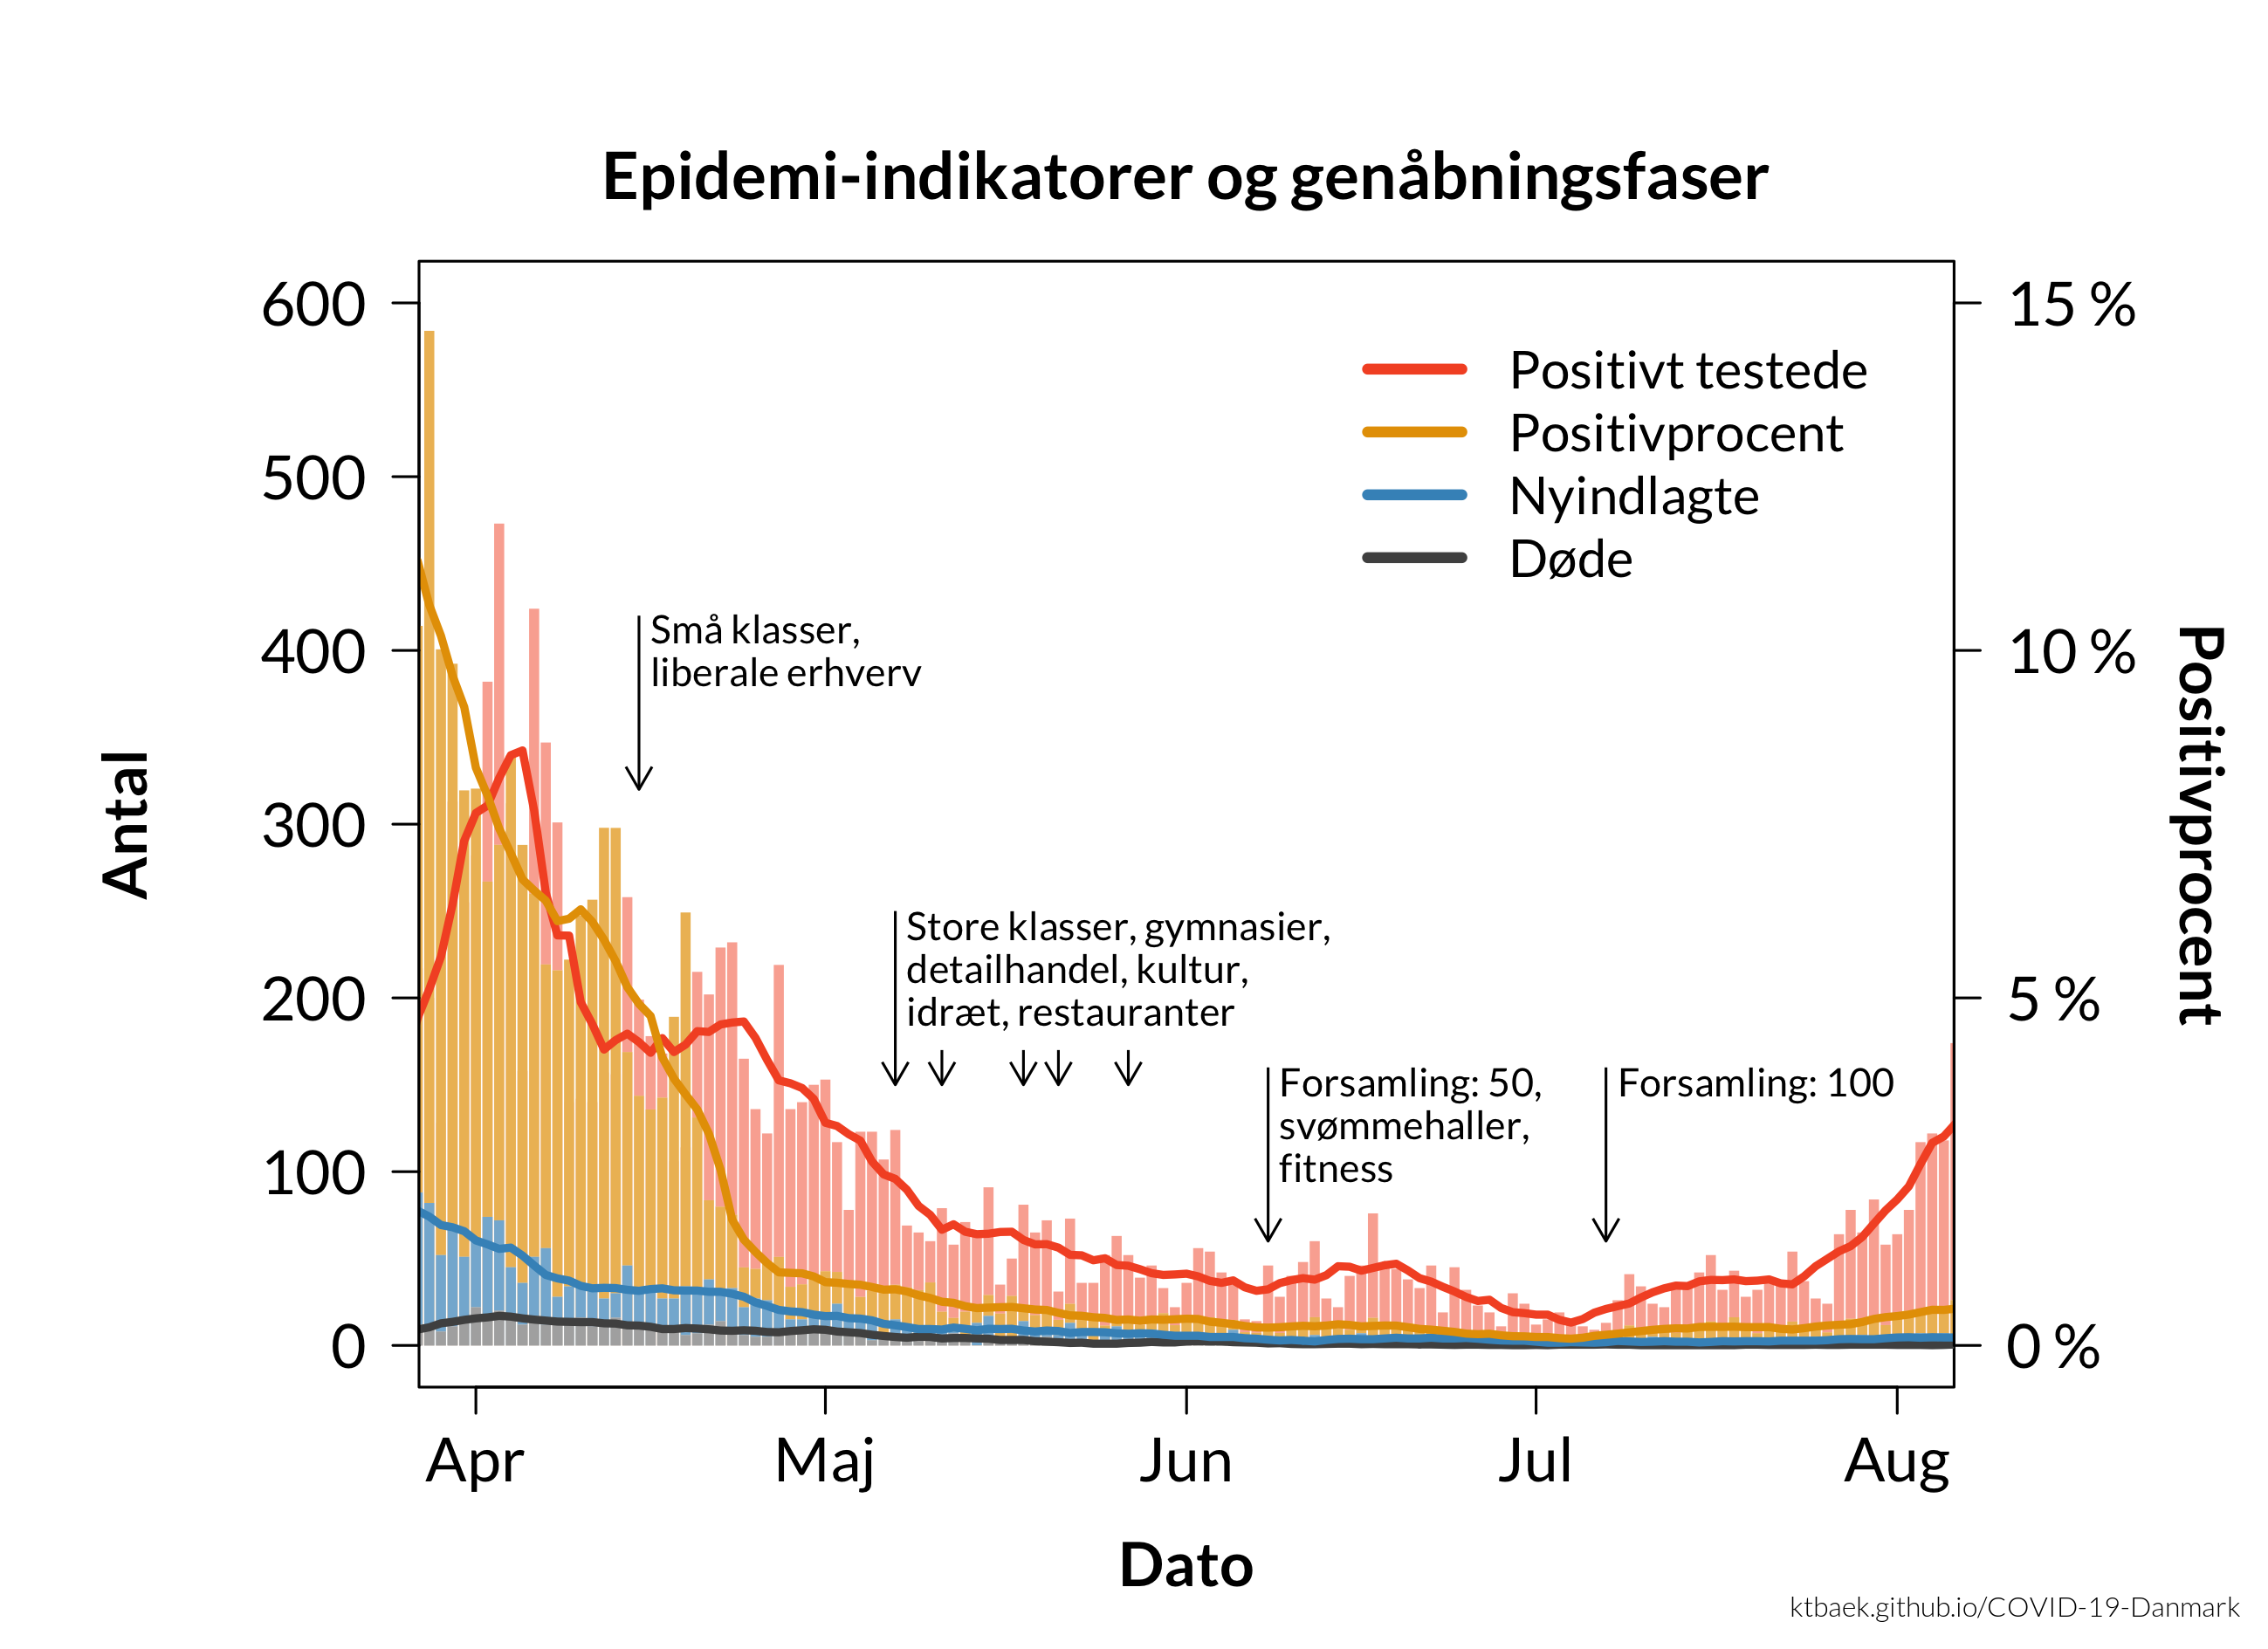 Epidemi-indikatorer og genåbningsfaser
600
500
400
300
200
100
0
Antal
15 %
10 %
5 %
0 %
Positivprocent
Positivt testede
Positivprocent
Nyindlagte
Døde
Små klasser,
liberale erhverv
Store klasser, gymnasier,
detailhandel, kultur,
idræt, restauranter
Forsamling: 50,
svømmehaller,
fitness
Forsamling: 100
Apr
Maj
Jun
Jul
Aug
Dato
ktbaek.github.io/COVID-19-Danmark